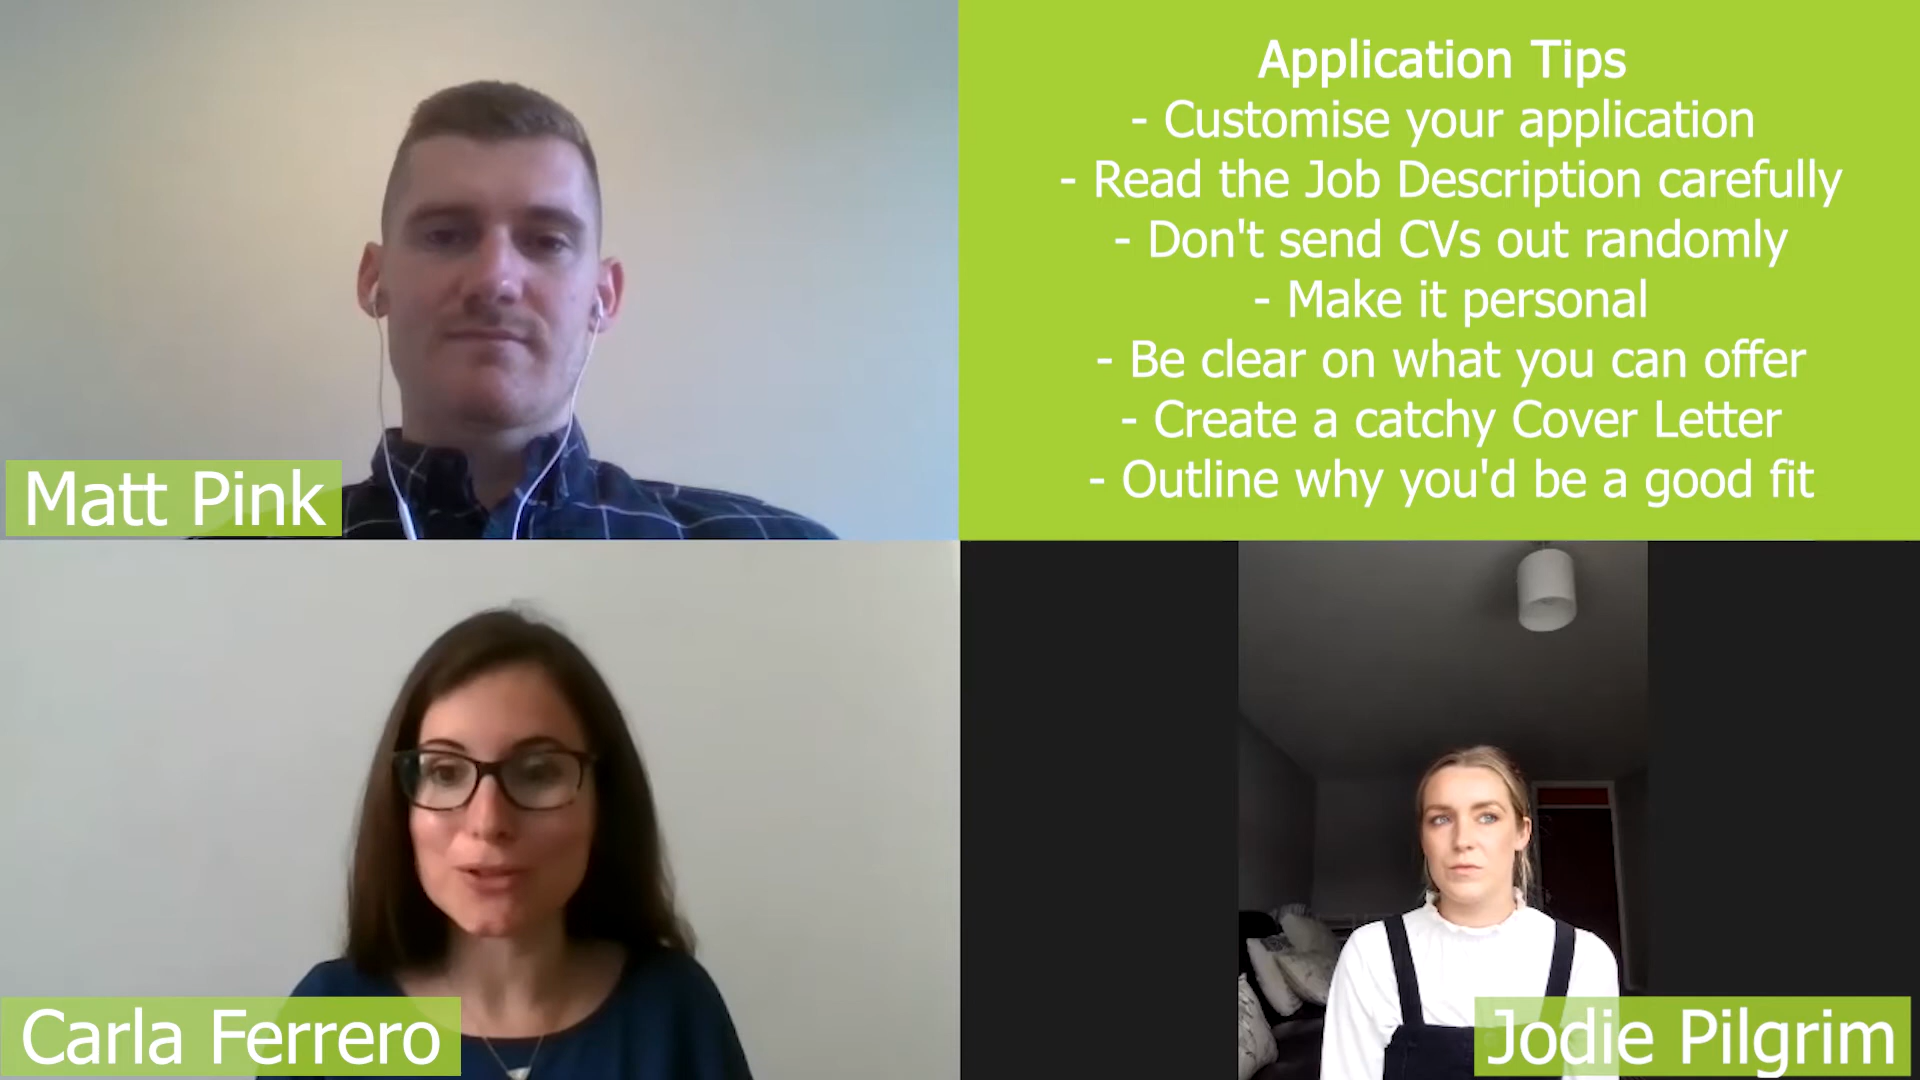 Application Tips
- Customise your application
- Read the Job Description carefully
- Don't send CVs out randomly
- Make it personal
- Be clear on what you can offer
- Create a catchy Cover Letter
- Outline why you'd be a good fit
Matt Pink
Carla Ferrero
Jodie Pilgrim